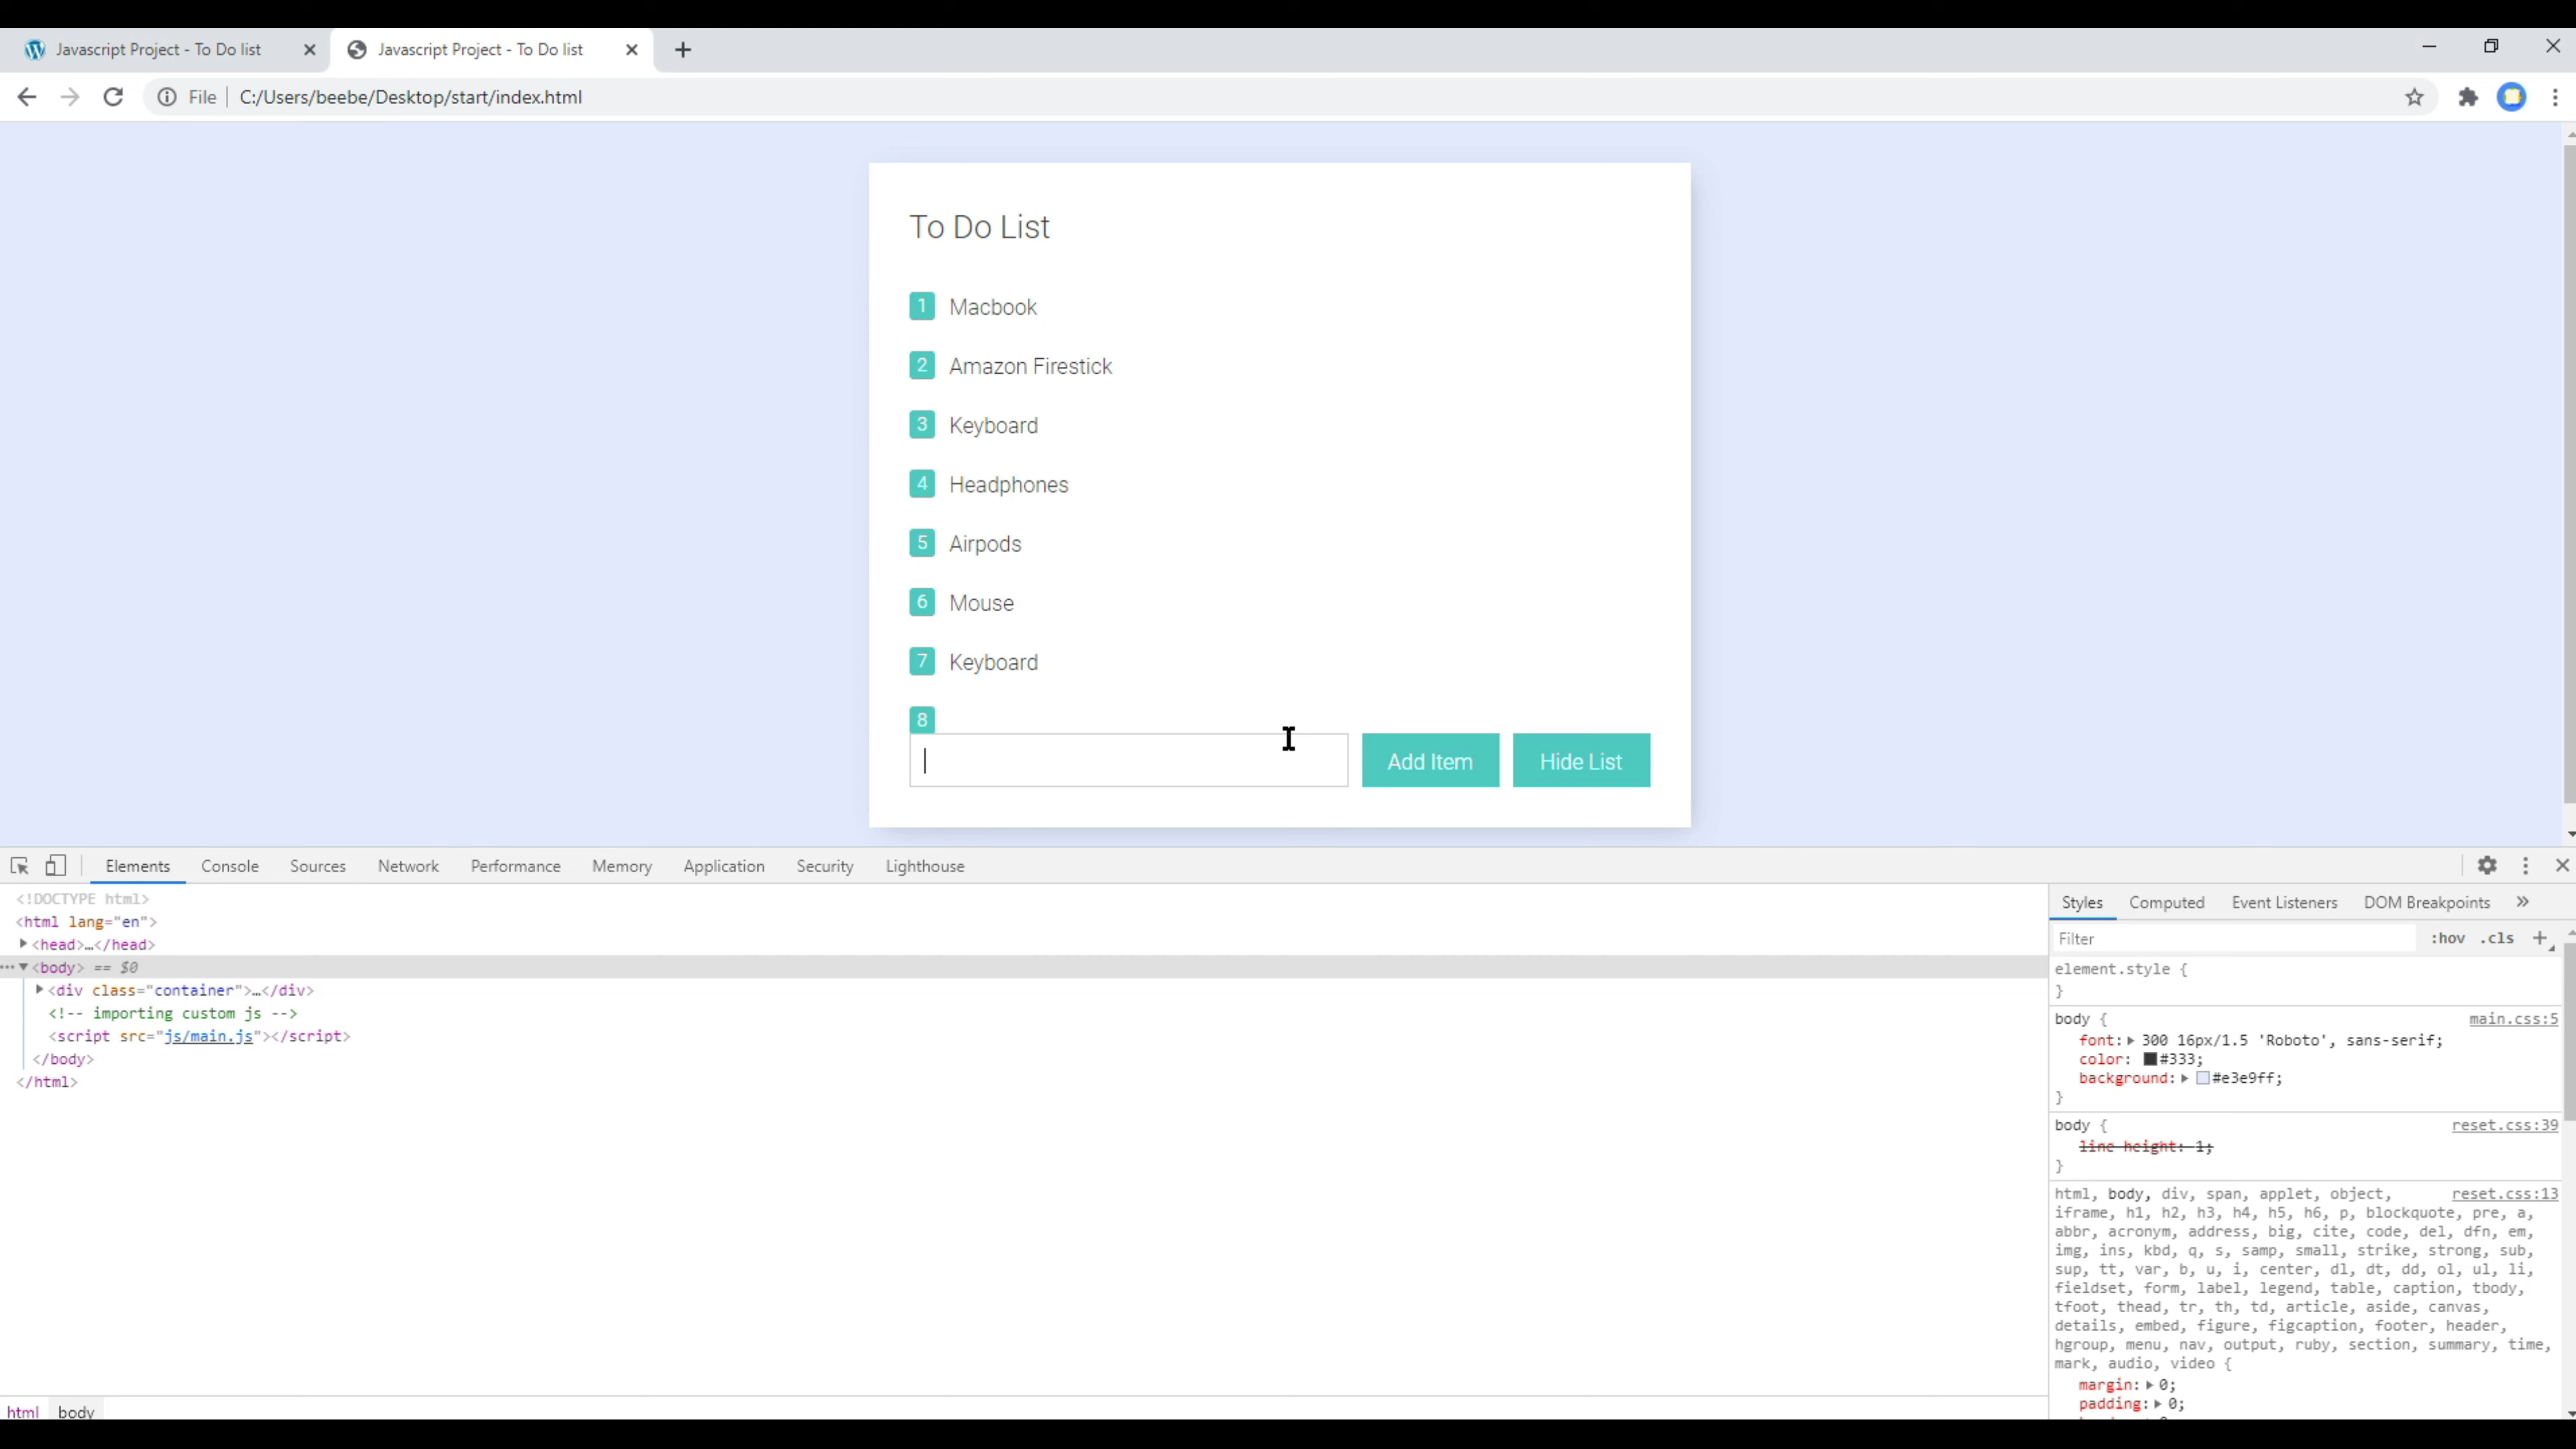 Javascript Project - To Do list
Javascript Project - To Do list
File
C:/Users/beebe/Desktop/start/index.html
To Do List
1 Macbook
2 Amazon Firestick
3 Keyboard
4 Headphones
5 Airpods
6 Mouse
7 Keyboard
8
Add Item
Hide List
Elements Console Sources Network Performance Memory Application Security Lighthouse
<!DOCTYPE html>
<html lang="en">
<head>…</head>
<body> == $0
<div class="container">…</div>
<!-- importing custom js -->
<script src="js/main.js"></script>
</body>
</html>
html body
Styles Computed Event Listeners DOM Breakpoints »
Filter :hov .cls +
element.style {
}
body { main.css:5
font: 300 16px/1.5 'Roboto', sans-serif;
color: #333;
background: #e3e9ff;
}
body { reset.css:39
line-height: 1;
}
html, body, div, span, applet, object, reset.css:13
iframe, h1, h2, h3, h4, h5, h6, p, blockquote, pre, a,
abbr, acronym, address, big, cite, code, del, dfn, em,
img, ins, kbd, q, s, samp, small, strike, strong, sub,
sup, tt, var, b, u, i, center, dl, dt, dd, ol, ul, li,
fieldset, form, label, legend, table, caption, tbody,
tfoot, thead, tr, th, td, article, aside, canvas,
details, embed, figure, figcaption, footer, header,
hgroup, menu, nav, output, ruby, section, summary, time,
mark, audio, video {
margin: 0;
padding: 0;